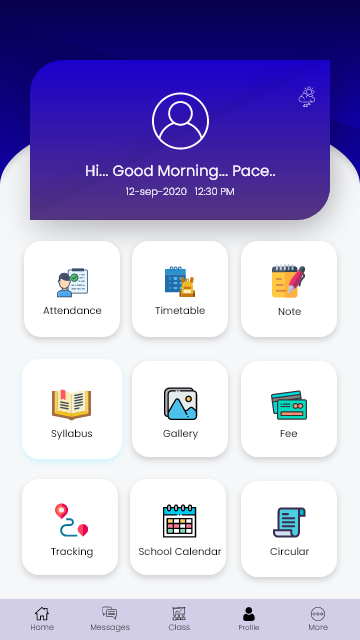 Hi... Good Morning... Pace..
12-sep-2020 12:30 PM
Attendance
Timetable
Note
Syllabus
Gallery
Fee
Tracking
School Calendar
Circular
Home
Messages
Class
Profile
More